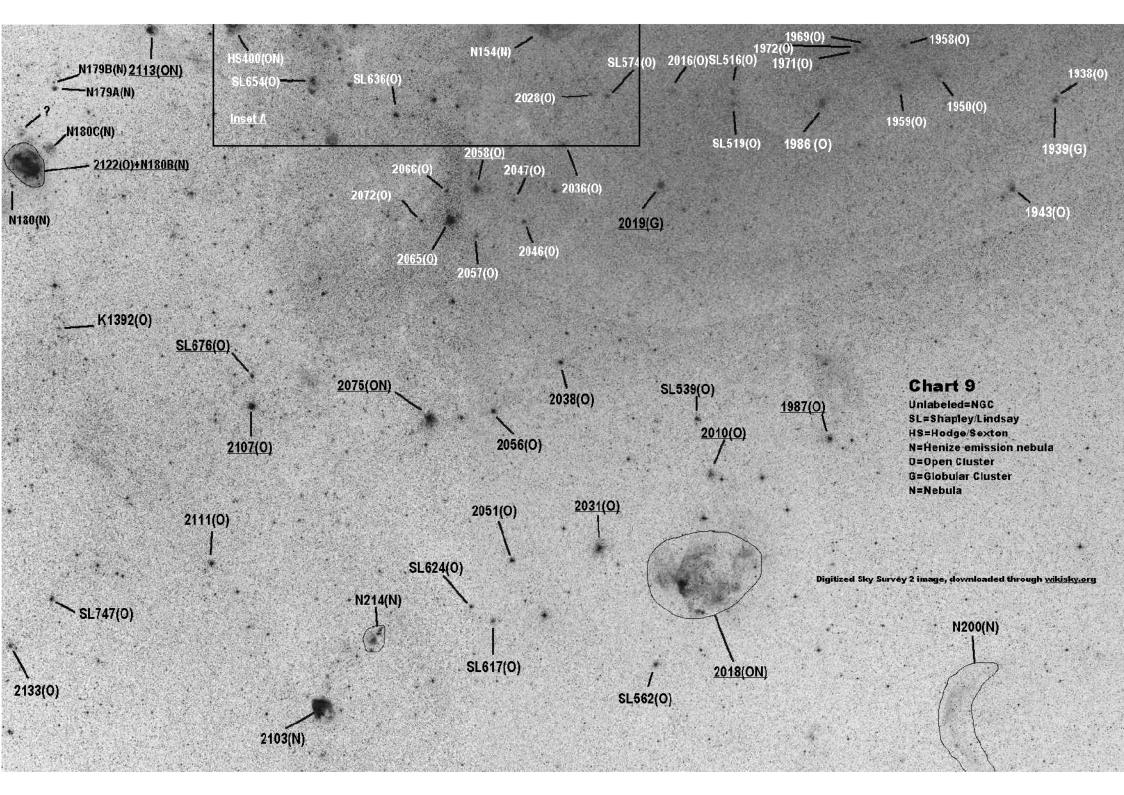 1969(O)
1958(O)
1972(O)
N154(N)
HS400(ON)
SL574(O)
2016(O)
SL516(O)
1971(O)
N179B(N)
2113(ON)
1938(O)
SL654(O)
SL636(O)
N179A(N)
2028(O)
1950(O)
?
Inset A
1959(O)
N180C(N)
SL519(O)
1986 (O)
1939(G)
2058(O)
2122(O)+N180B(N)
2066(O)
2047(O)
2036(O)
2072(O)
N180(N)
2019(G)
1943(O)
2046(O)
2065(O)
2057(O)
K1392(O)
SL676(O)
2075(ON)
2038(O)
SL539(O)
Chart 9
Unlabeled=NGC
1987(O)
SL=Shapley/Lindsay
2010(O)
HS=Hodge/Sexton
2107(O)
2056(O)
N=Henize emission nebula
O=Open Cluster
G=Globular Cluster
N=Nebula
2051(O)
2031(O)
2111(O)
SL624(O)
Digitized Sky Survey 2 image, downloaded through wikisky.org
N214(N)
SL747(O)
N200(N)
SL617(O)
2018(ON)
2133(O)
SL562(O)
2103(N)